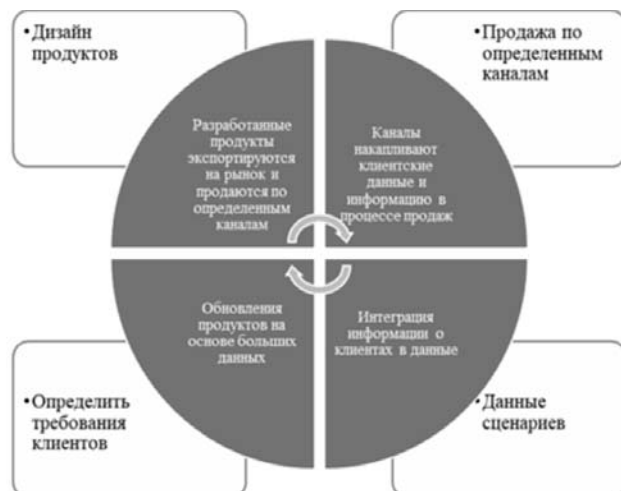 •Дизайн
продуктов
•Продажа по
определенным
каналам
Разработанные
продукты
экспортируются
на рынок и
продаются по
определенным
каналам
Каналы
накапливают
клиентские
данные и
информацию в
процессе продаж
Обновления
продуктов на
основе больших
данных
Интеграция
информации о
клиентах в данные
•Определить
требования
клиентов
•Данные
сценариев